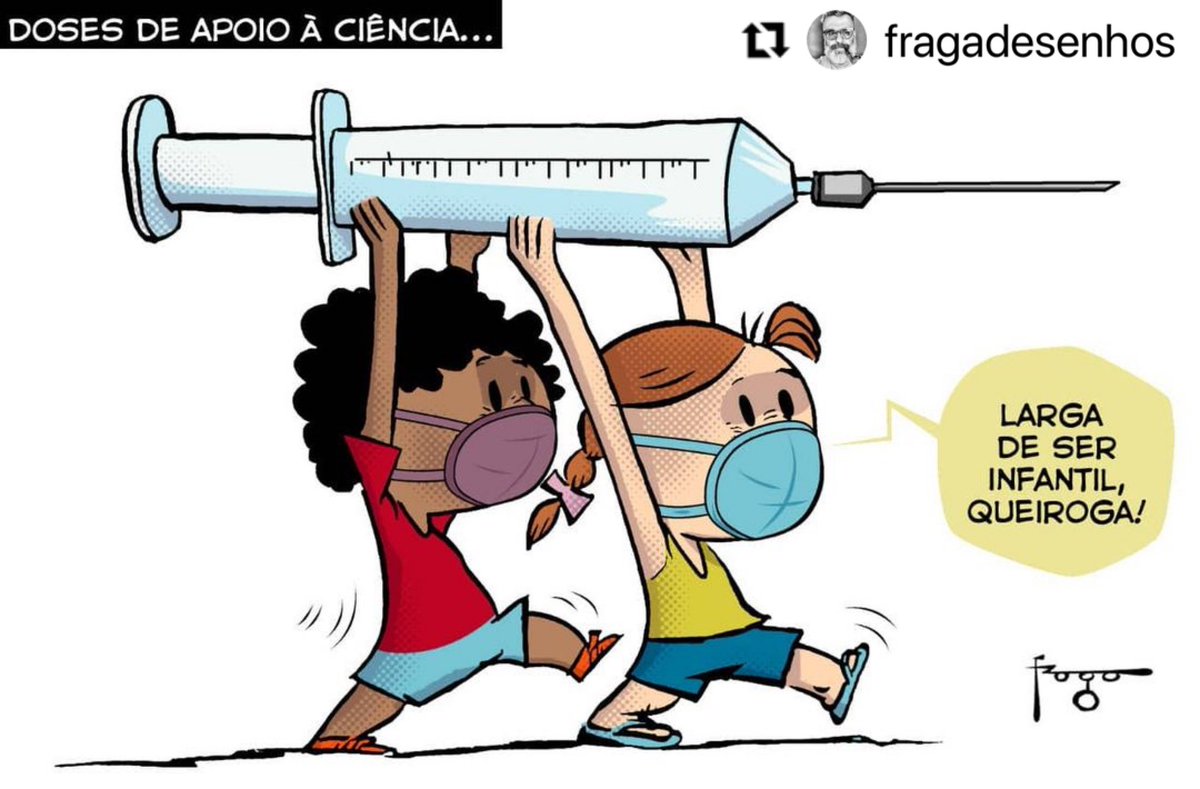 DOSES DE APOIO À CIÊNCIA...
fragadesenhos
LARGA
DE SER
INFANTIL,
QUEIROGA!
Fraga